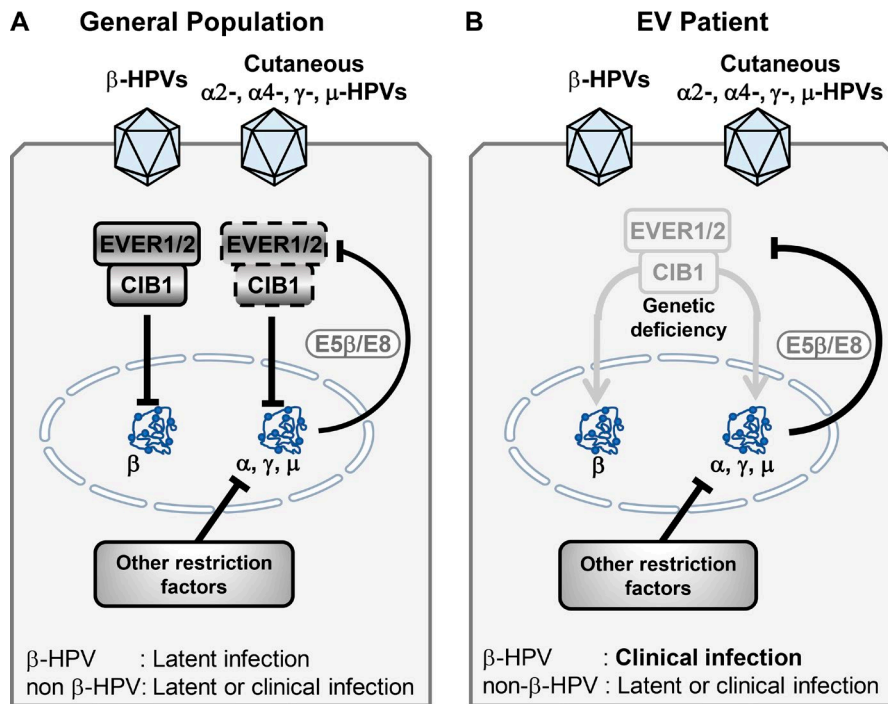 A General Population
β-HPVs
Cutaneous
α2-, α4-, γ-, μ-HPVs
EVER1/2
CIB1
EVER1/2
CIB1
E5β/E8
β
α, γ, μ
Other restriction
factors
β-HPV : Latent infection
non β-HPV: Latent or clinical infection
B EV Patient
β-HPVs
Cutaneous
α2-, α4-, γ-, μ-HPVs
EVER1/2
CIB1
Genetic
deficiency
E5β/E8
β
α, γ, μ
Other restriction
factors
β-HPV : Clinical infection
non-β-HPV : Latent or clinical infection